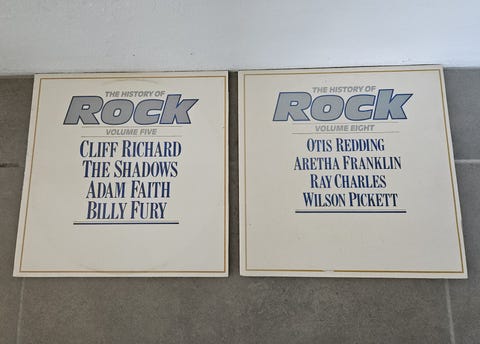 THE HISTORY OF
Rock
VOLUME FIVE
CLIFF RICHARD
THE SHADOWS
ADAM FAITH
BILLY FURY
THE HISTORY OF
Rock
VOLUME EIGHT
OTIS REDDING
ARETHA FRANKLIN
RAY CHARLES
WILSON PICKETT